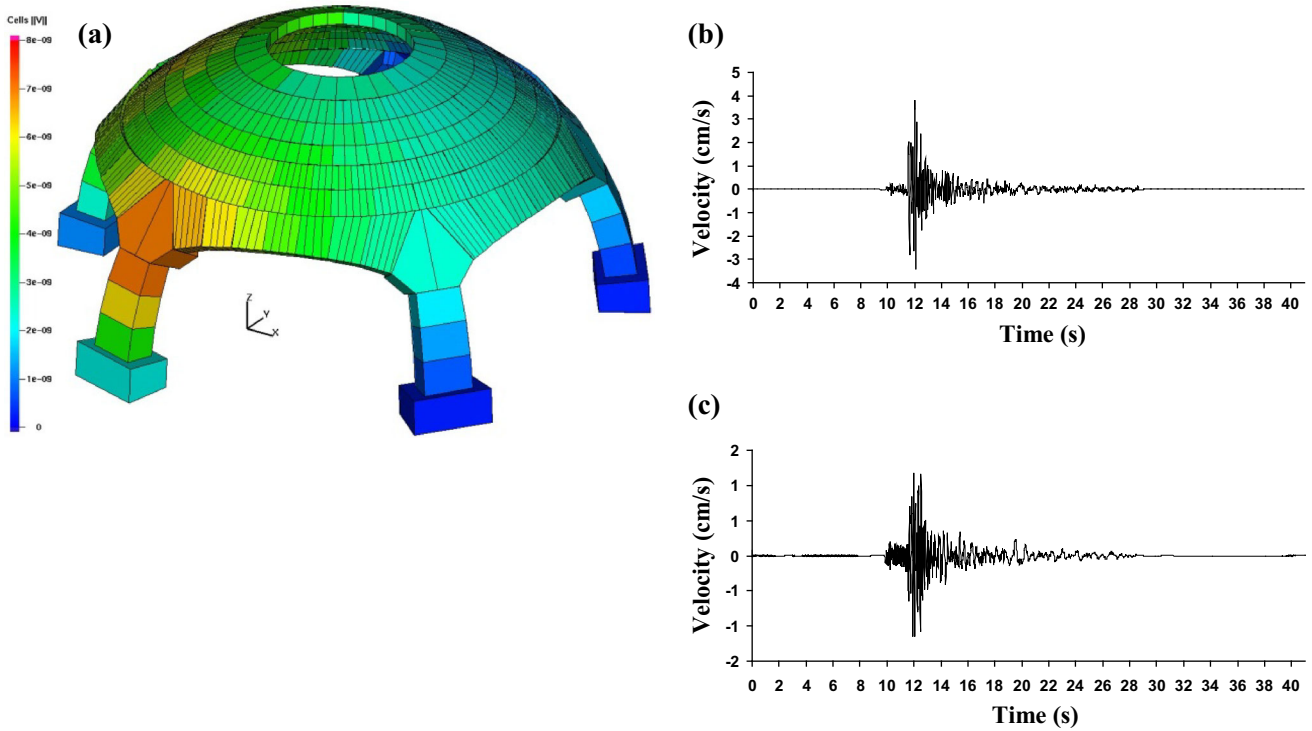 Cells ||V||
(a)
8e-09
7e-09
6e-09
5e-09
4e-09
3e-09
2e-09
1e-09
0
Z
Y
X
(b)
Velocity (cm/s)
5
4
3
2
1
0
-1
-2
-3
-4
0 2 4 6 8 10 12 14 16 18 20 22 24 26 28 30 32 34 36 38 40
Time (s)
(c)
Velocity (cm/s)
2
1
1
0
-1
-1
-2
0 2 4 6 8 10 12 14 16 18 20 22 24 26 28 30 32 34 36 38 40
Time (s)